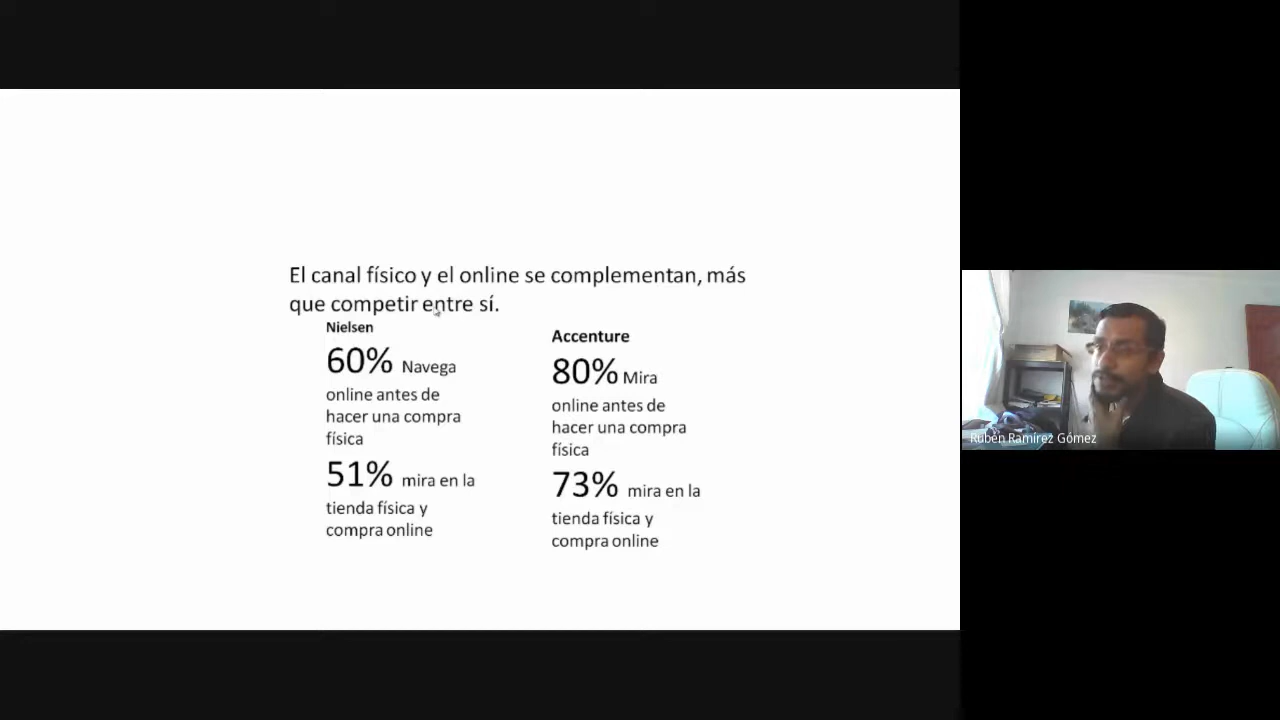 El canal físico y el online se complementan, más
que competir entre sí.
Nielsen
60% Navega
online antes de
hacer una compra
física
51% mira en la
tienda física y
compra online
Accenture
80% Mira
online antes de
hacer una compra
física
73% mira en la
tienda física y
compra online
Rubén Ramírez Gómez